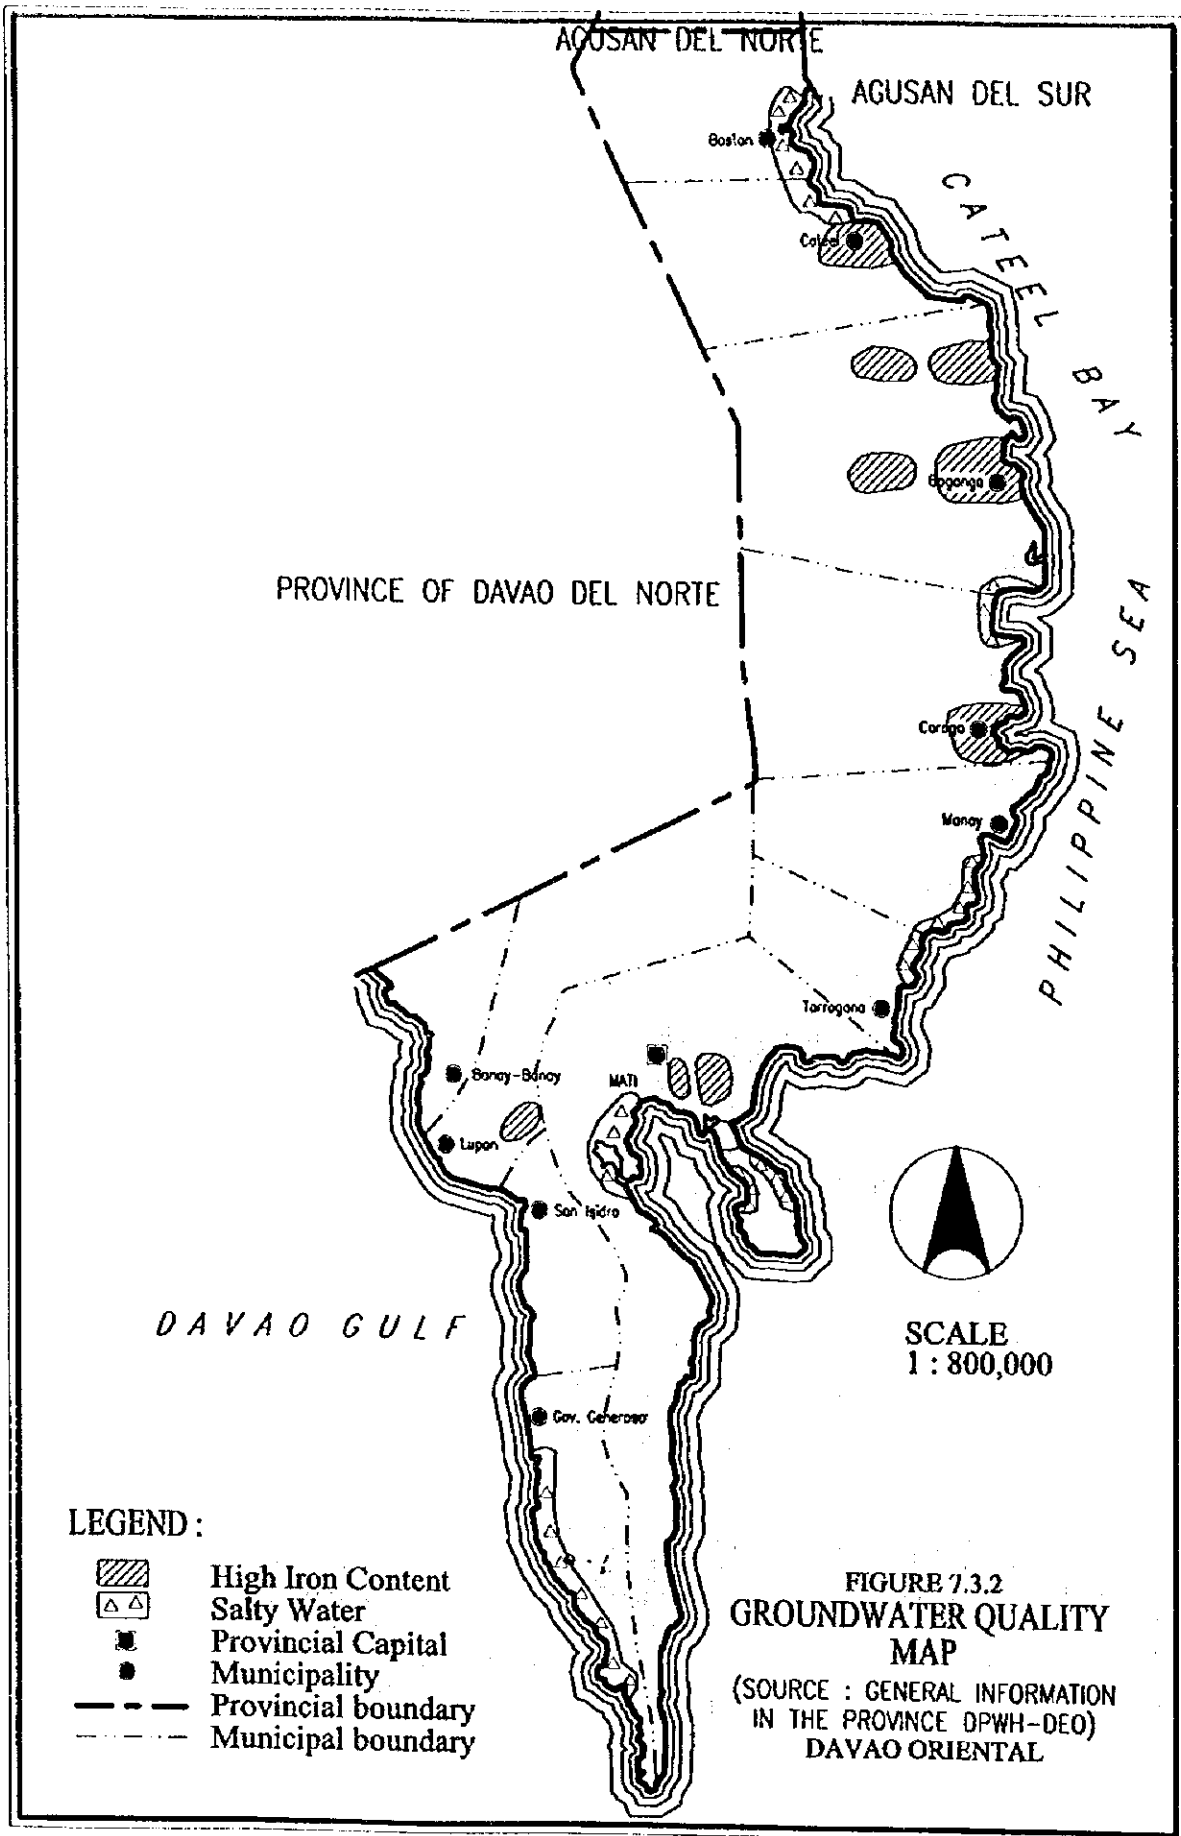 AGUSAN DEL NORTE
AGUSAN DEL SUR
Boston
CATEEL BAY
Cateel
Baganga
PROVINCE OF DAVAO DEL NORTE
PHILIPPINE SEA
Caraga
Manay
Tarragona
Banay-Banay
MATI
Lupon
San Isidro
DAVAO GULF
SCALE
1 : 800,000
Gov. Generoso
LEGEND :
High Iron Content
Salty Water
Provincial Capital
Municipality
Provincial boundary
Municipal boundary
FIGURE 7.3.2
GROUNDWATER QUALITY
MAP
(SOURCE : GENERAL INFORMATION
IN THE PROVINCE DPWH-DEO)
DAVAO ORIENTAL